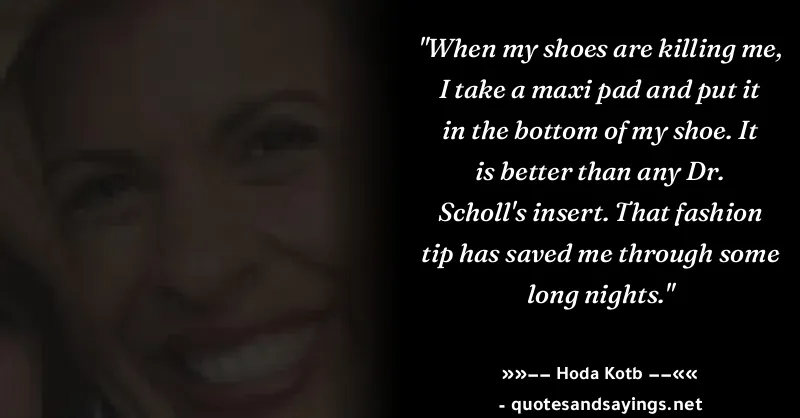 "When my shoes are killing me,
I take a maxi pad and put it
in the bottom of my shoe. It
is better than any Dr.
Scholl's insert. That fashion
tip has saved me through some
long nights."
»»−− Hoda Kotb −−««
- quotesandsayings.net